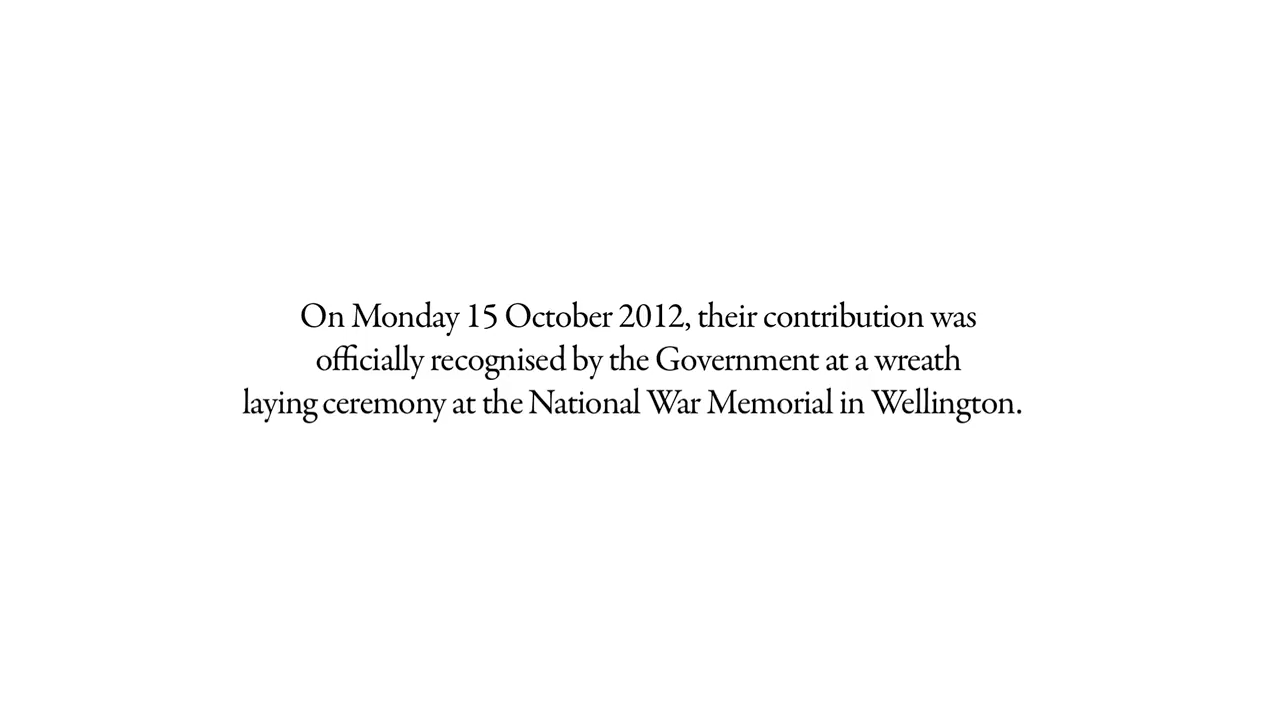 On Monday 15 October 2012, their contribution was
officially recognised by the Government at a wreath
laying ceremony at the National War Memorial in Wellington.